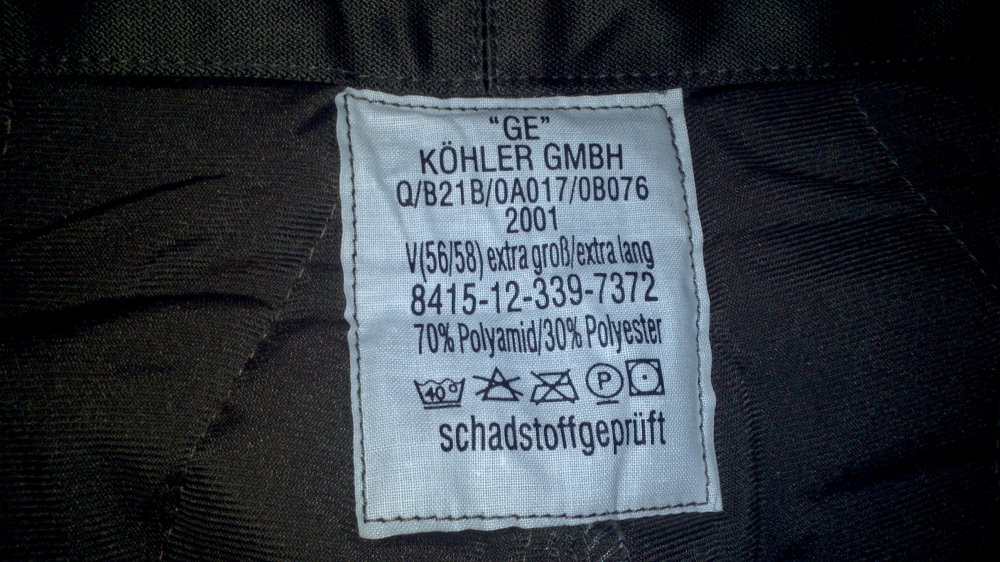 “GE”
KÖHLER GMBH
Q/B21B/0A017/0B076
2001
V(56/58) extra groß/extra lang
8415-12-339-7372
70% Polyamid/30% Polyester
40° P
schadstoffgeprüft